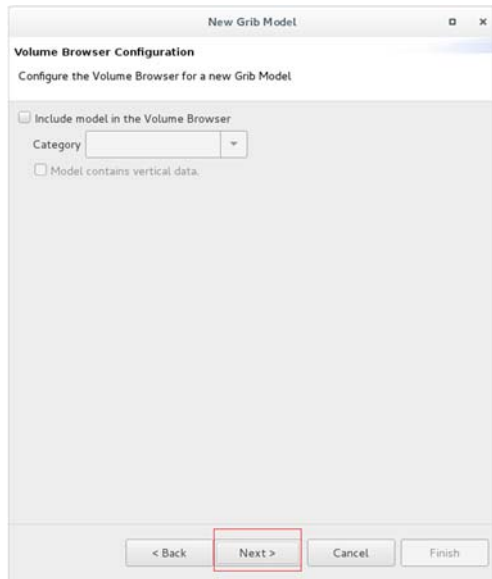 New Grib Model
Volume Browser Configuration
Configure the Volume Browser for a new Grib Model
Include model in the Volume Browser
Category
Model contains vertical data.
< Back
Next >
Cancel
Finish